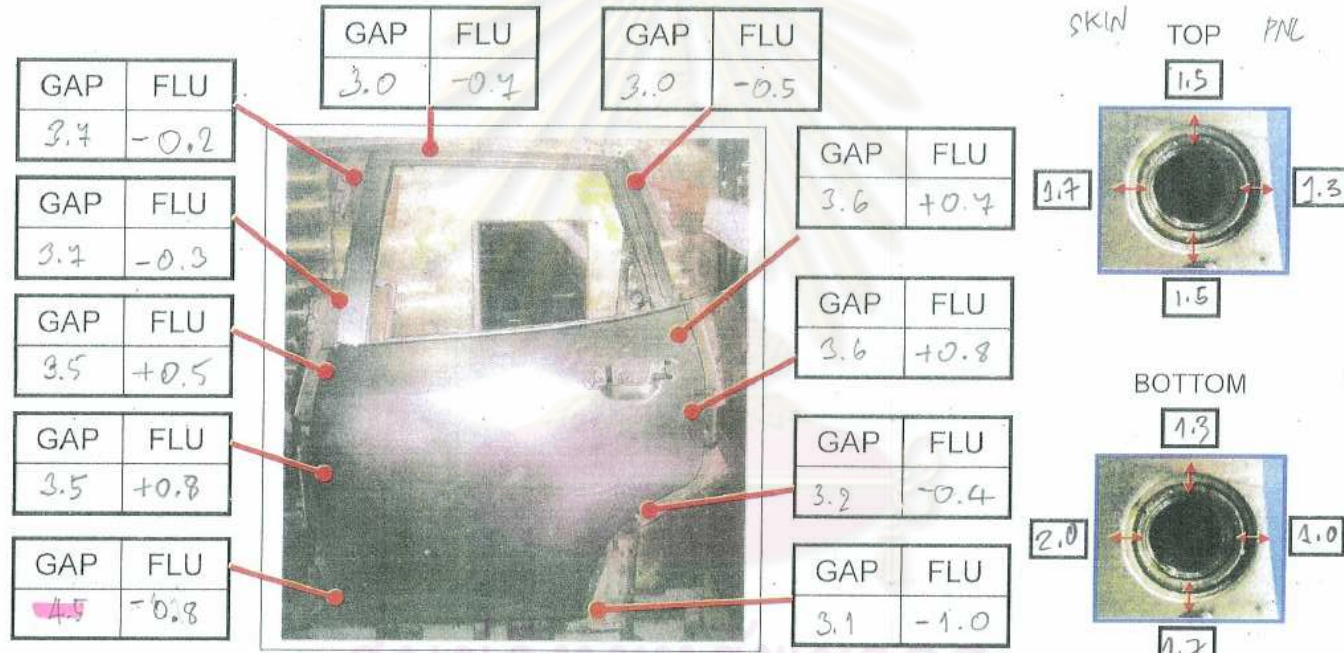 GAP FLU
3.0 -0.7
GAP FLU
3.0 -0.5
GAP FLU
3.7 -0.2
GAP FLU
3.7 -0.3
GAP FLU
3.5 +0.5
GAP FLU
3.5 +0.8
GAP FLU
4.5 -0.8
GAP FLU
3.6 +0.7
GAP FLU
3.6 +0.8
GAP FLU
3.2 -0.4
GAP FLU
3.1 -1.0
SKIN TOP PNL
1.5
1.7 1.3
1.5
BOTTOM
1.3
2.0 1.0
1.7